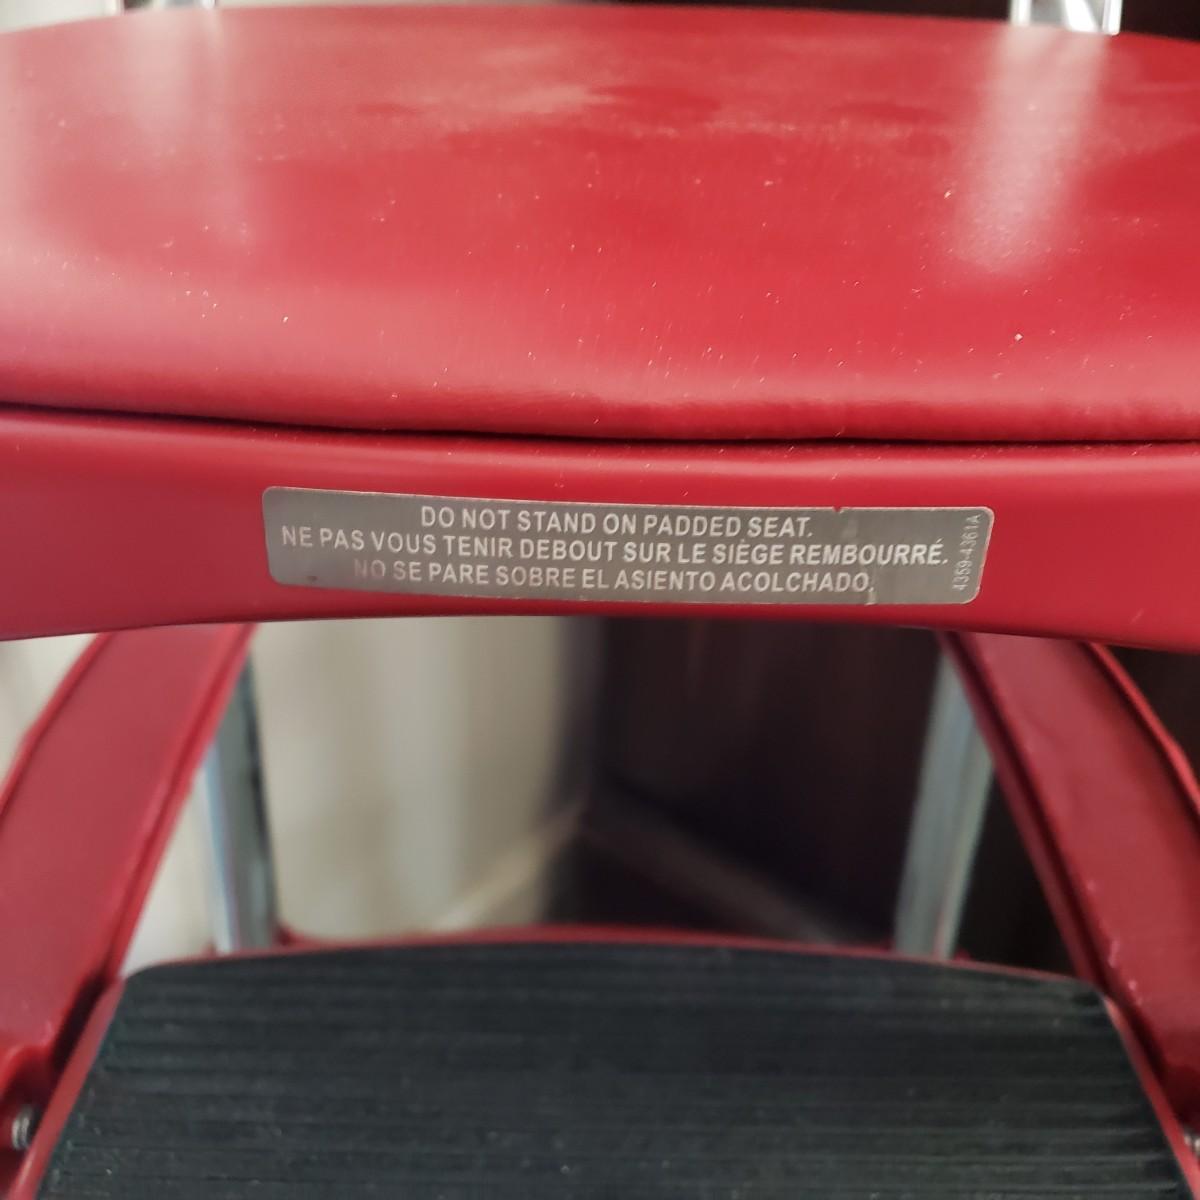 DO NOT STAND ON PADDED SEAT.
NE PAS VOUS TENIR DEBOUT SUR LE SIÈGE REMBOURRÉ.
NO SE PARE SOBRE EL ASIENTO ACOLCHADO.
4359-4361A